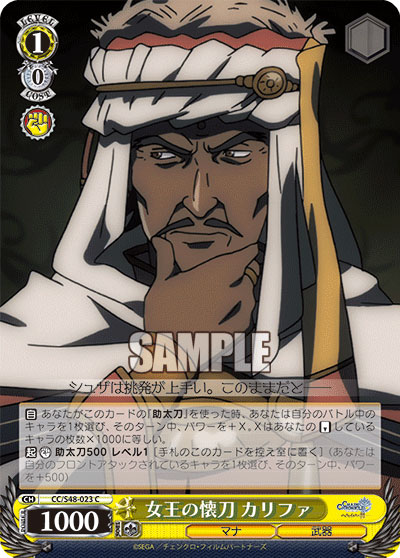 LEVEL
1
0
COST
SAMPLE
シュザは挑発が上手い。このままだと――
自 あなたがこのカードの「助太刀」を使った時、あなたは自分のバトル中の
キャラを1枚選び、そのターン中、パワーを+X。Xはあなたの している
キャラの枚数×1000に等しい。
起 助太刀500 レベル1 [手札のこのカードを控え室に置く] (あなたは
自分のフロントアタックされているキャラを1枚選び、そのターン中、パワーを
+500)
CH
CC/S48-023 C
1000
女王の懐刀 カリファ
マナ
武器
©SEGA/チェンクロ・フィルムパートナーズ